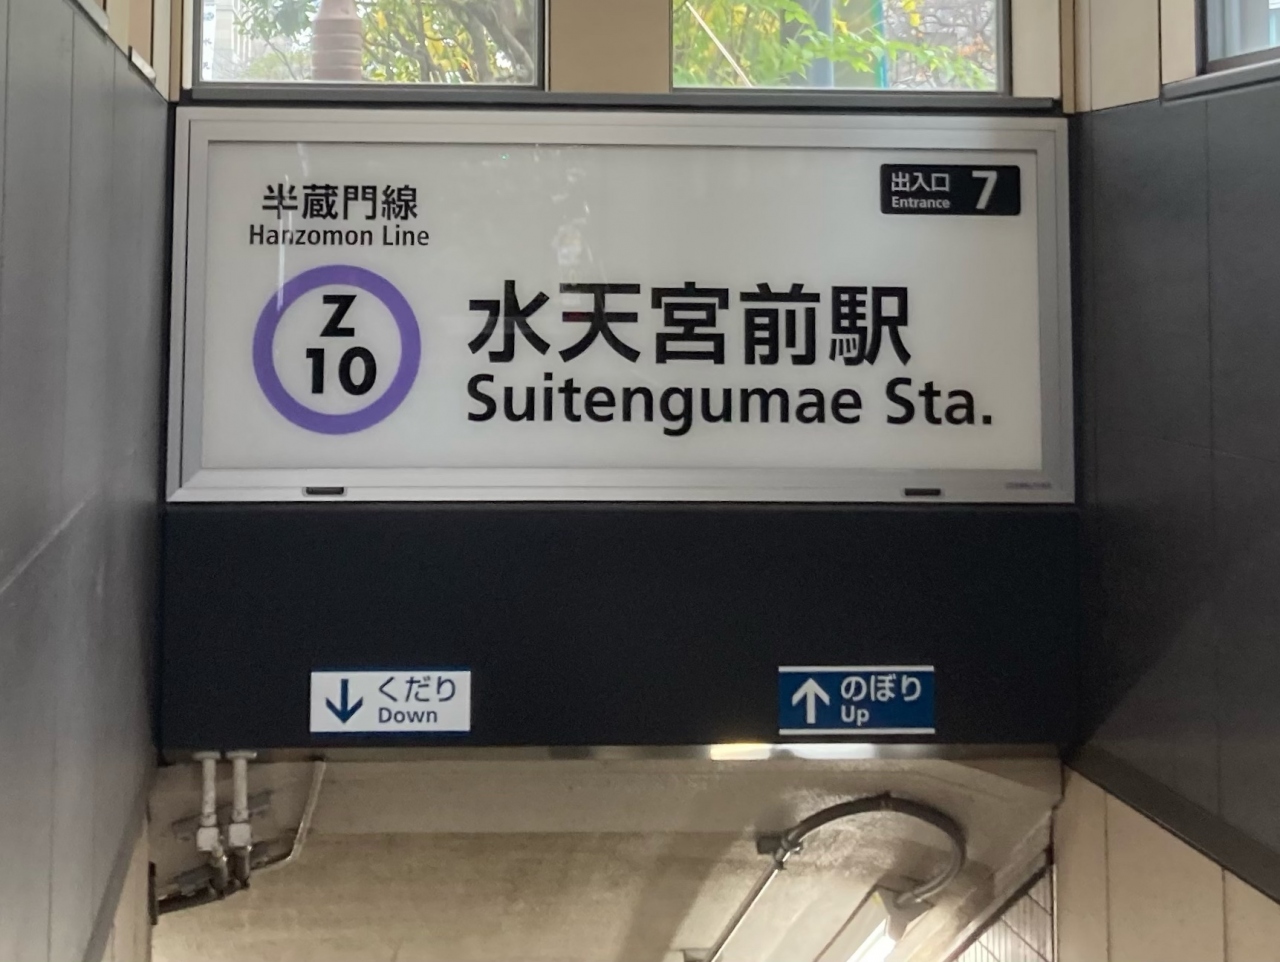 半蔵門線
Hanzomon Line
出入口 7
Entrance
Z
10
水天宮前駅
Suitengumae Sta.
↓ くだり
Down
↑ のぼり
Up